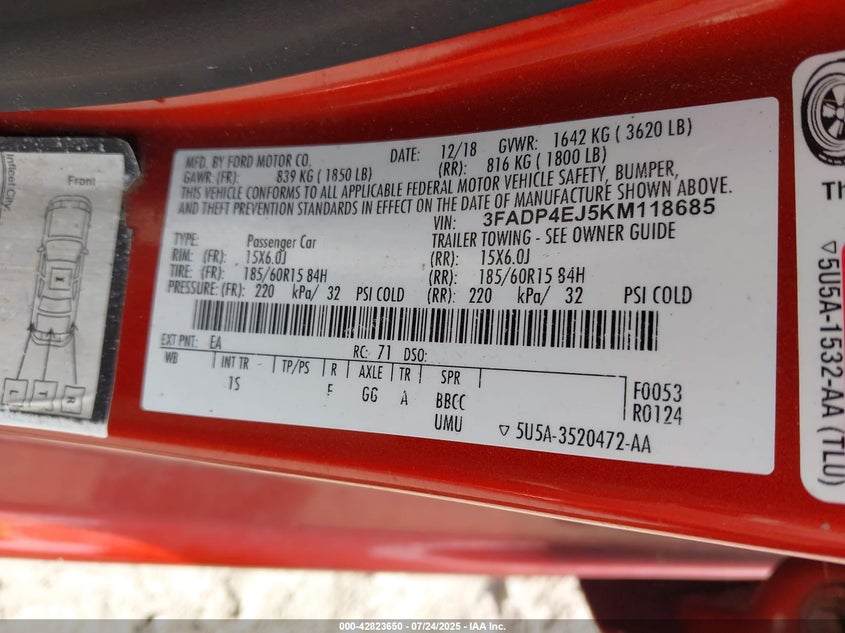 Infleet City,
Front
L T R
MFD. BY FORD MOTOR CO. DATE: 12/18 GVWR: 1642 KG ( 3620 LB)
GAWR: (FR): 839 KG ( 1850 LB) (RR): 816 KG ( 1800 LB)
THIS VEHICLE CONFORMS TO ALL APPLICABLE FEDERAL MOTOR VEHICLE SAFETY, BUMPER,
AND THEFT PREVENTION STANDARDS IN EFFECT ON THE DATE OF MANUFACTURE SHOWN ABOVE.
VIN: 3FADP4EJ5KM118685
TYPE: Passenger Car TRAILER TOWING - SEE OWNER GUIDE
RIM: (FR): 15X6.0J (RR): 15X6.0J
TIRE: (FR): 185/60R15 84H (RR): 185/60R15 84H
PRESSURE: (FR): 220 kPa/ 32 PSI COLD (RR): 220 kPa/ 32 PSI COLD
EXT PNT: EA RC: 71 DSO:
WB INT TR TP/PS R AXLE TR SPR
1S F GG A BBCC
UMU
F0053
R0124
▽ 5U5A-3520472-AA
Th
▽ 5U5A-1532-AA (TLU)
000-42823650 - 07/24/2025 - IAA Inc.